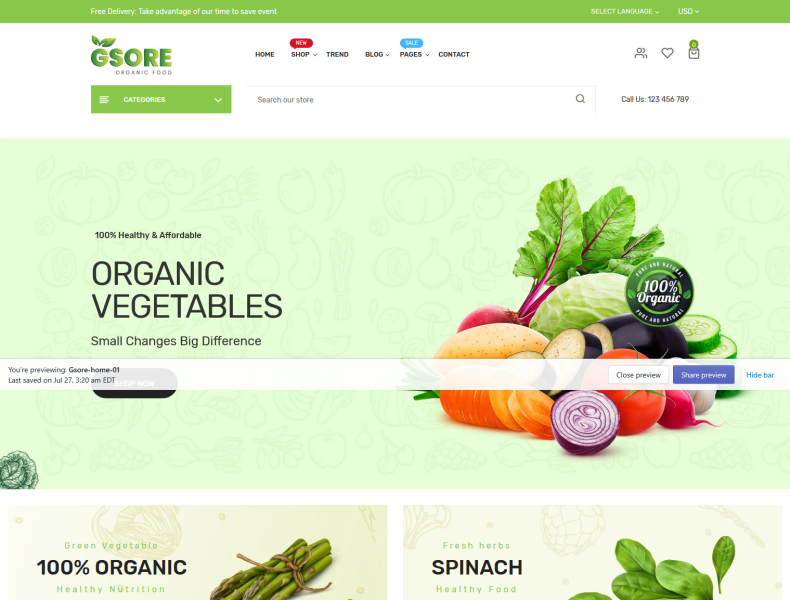 Free Delivery: Take advantage of our time to save event
SELECT LANGUAGE
USD
GSORE
ORGANIC FOOD
HOME
NEW
SHOP
TREND
BLOG
SALE
PAGES
CONTACT
0
CATEGORIES
Search our store
Call Us: 123 456 789
100% Healthy & Affordable
ORGANIC
VEGETABLES
Small Changes Big Difference
PURE AND NATURAL
100%
Organic
PURE AND NATURAL
You're previewing: Gsore-home-01
Last saved on Jul 27, 3:20 am EDT
SHOP NOW
Close preview
Share preview
Hide bar
Green Vegetable
100% ORGANIC
Healthy Nutrition
Fresh herbs
SPINACH
Healthy Food